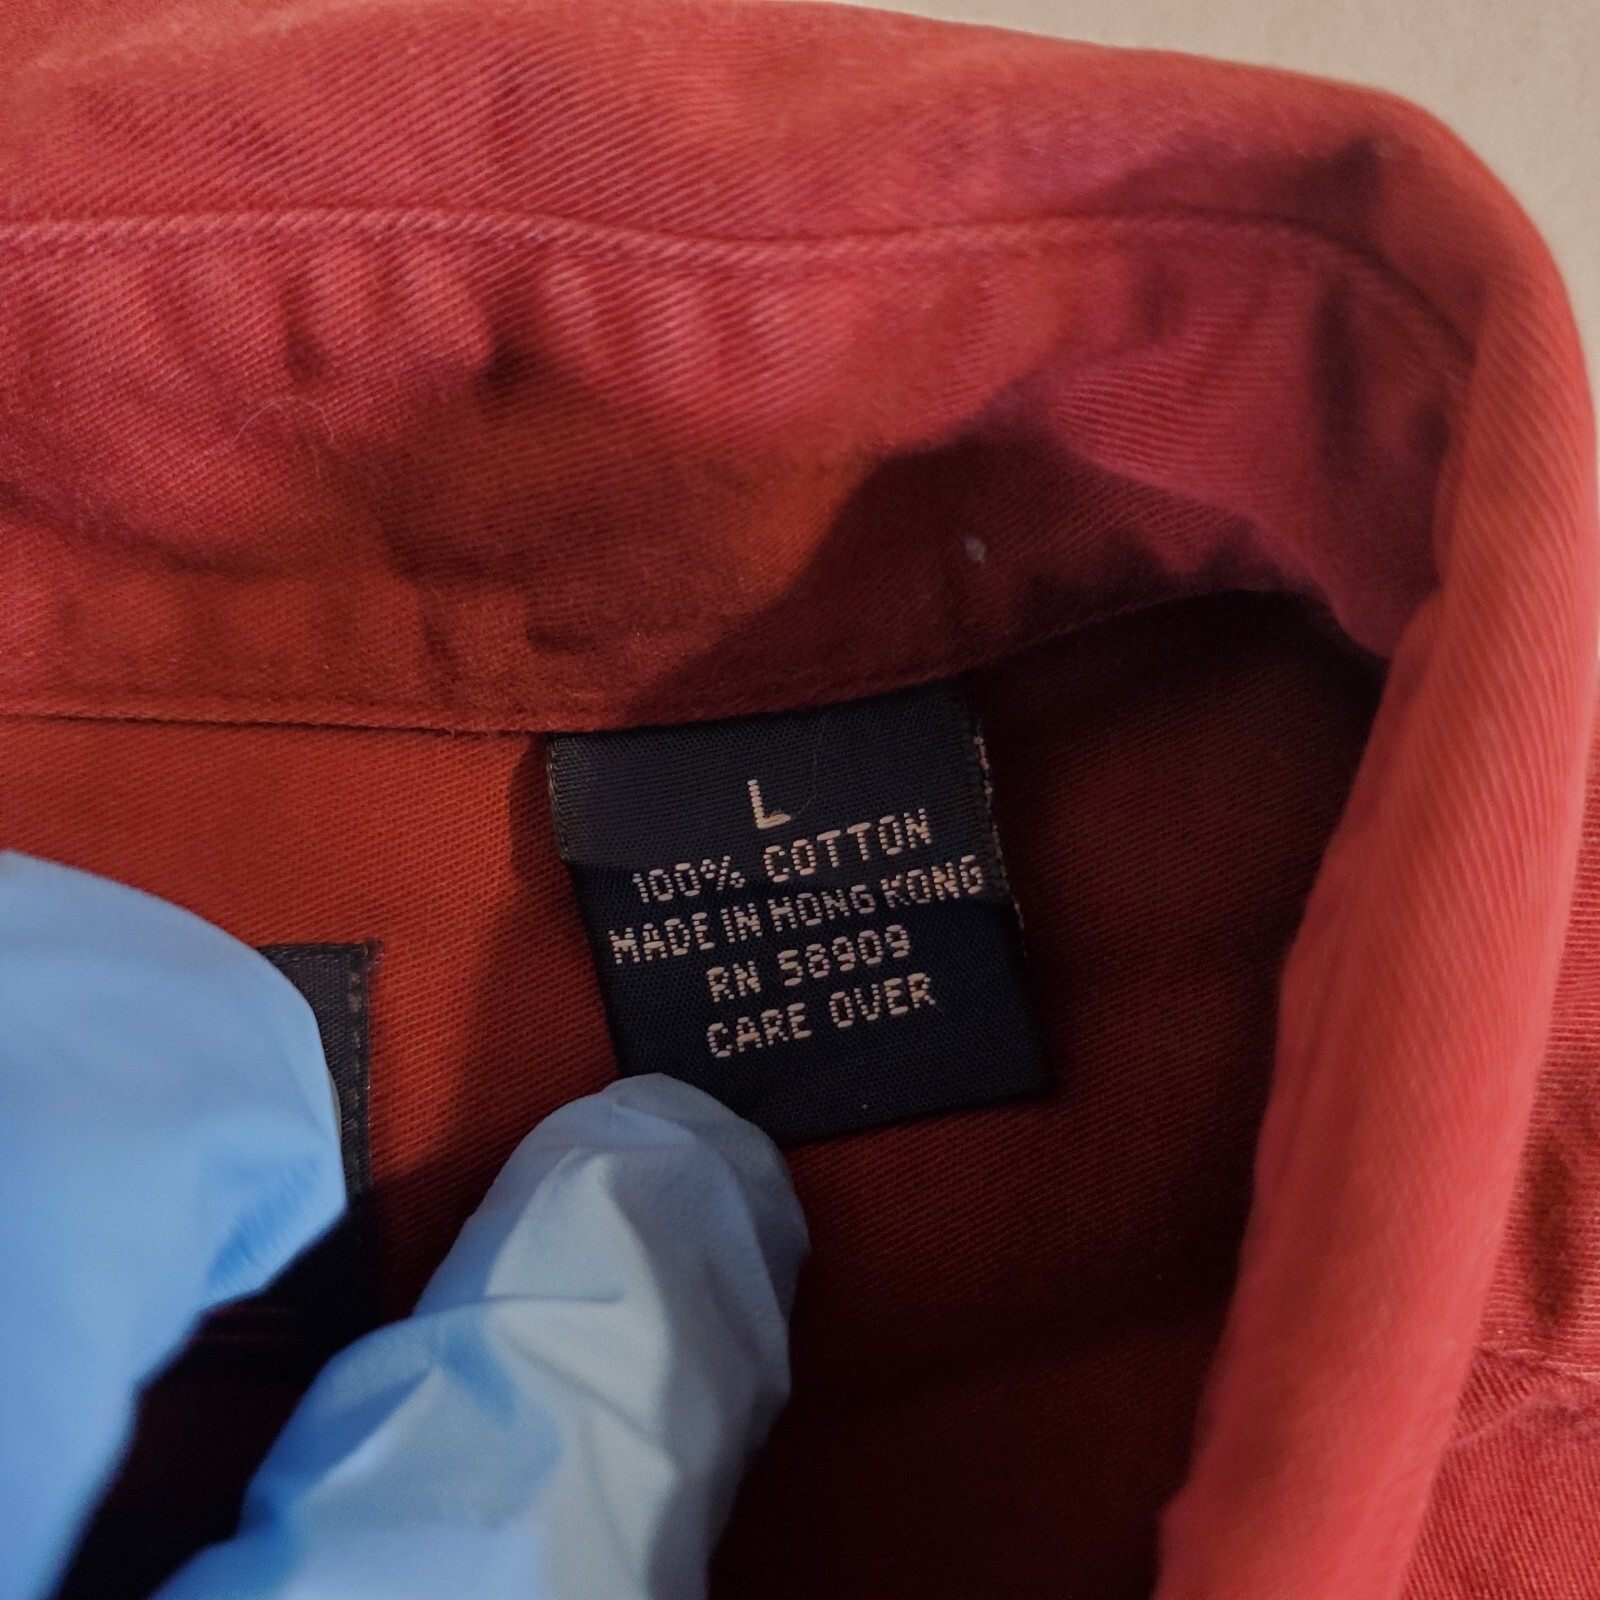 L
100% COTTON
MADE IN HONG KONG
RN 58909
CARE OVER